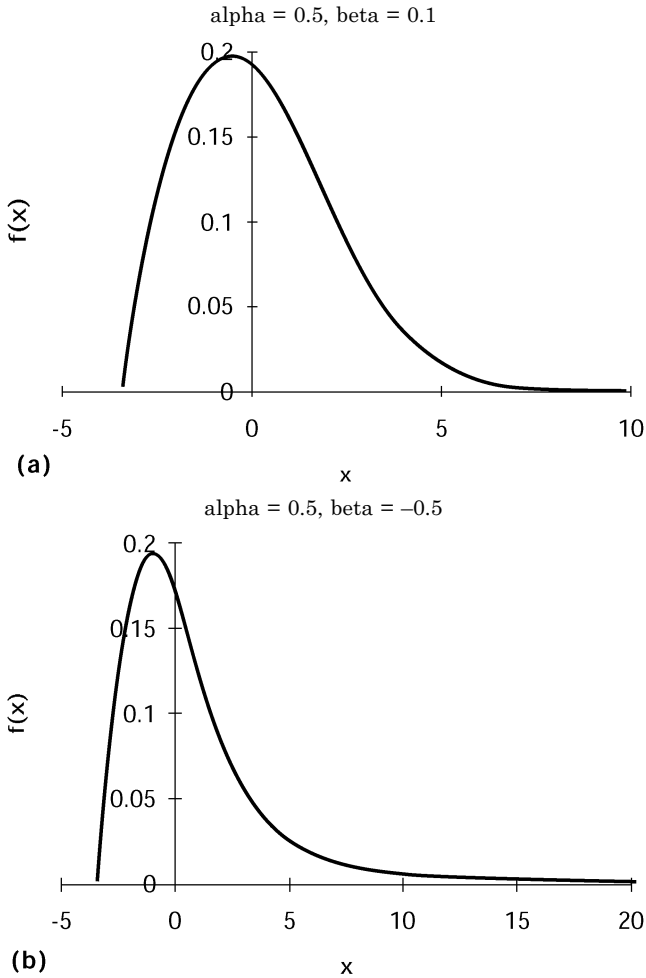 alpha = 0.5, beta = 0.1
0.2
0.15
0.1
0.05
0
f(x)
-5 0 5 10
(a)
x
alpha = 0.5, beta = –0.5
0.2
0.15
0.1
0.05
0
f(x)
-5 0 5 10 15 20
(b)
x